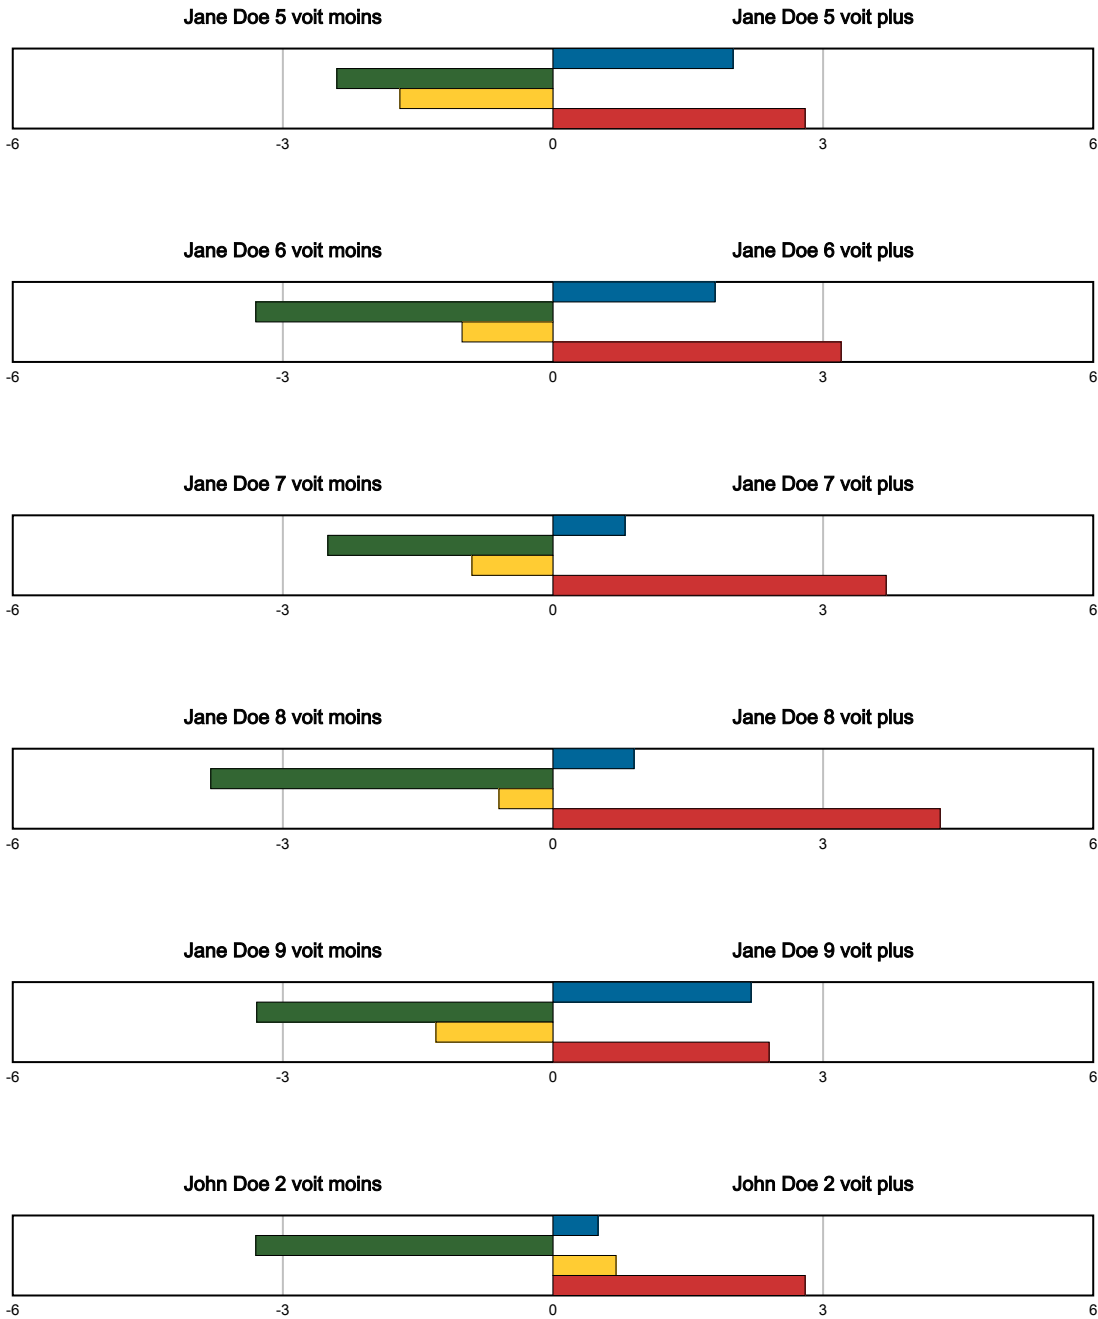 Jane Doe 5 voit moins Jane Doe 5 voit plus
-6 -3 0 3 6
Jane Doe 6 voit moins Jane Doe 6 voit plus
-6 -3 0 3 6
Jane Doe 7 voit moins Jane Doe 7 voit plus
-6 -3 0 3 6
Jane Doe 8 voit moins Jane Doe 8 voit plus
-6 -3 0 3 6
Jane Doe 9 voit moins Jane Doe 9 voit plus
-6 -3 0 3 6
John Doe 2 voit moins John Doe 2 voit plus
-6 -3 0 3 6